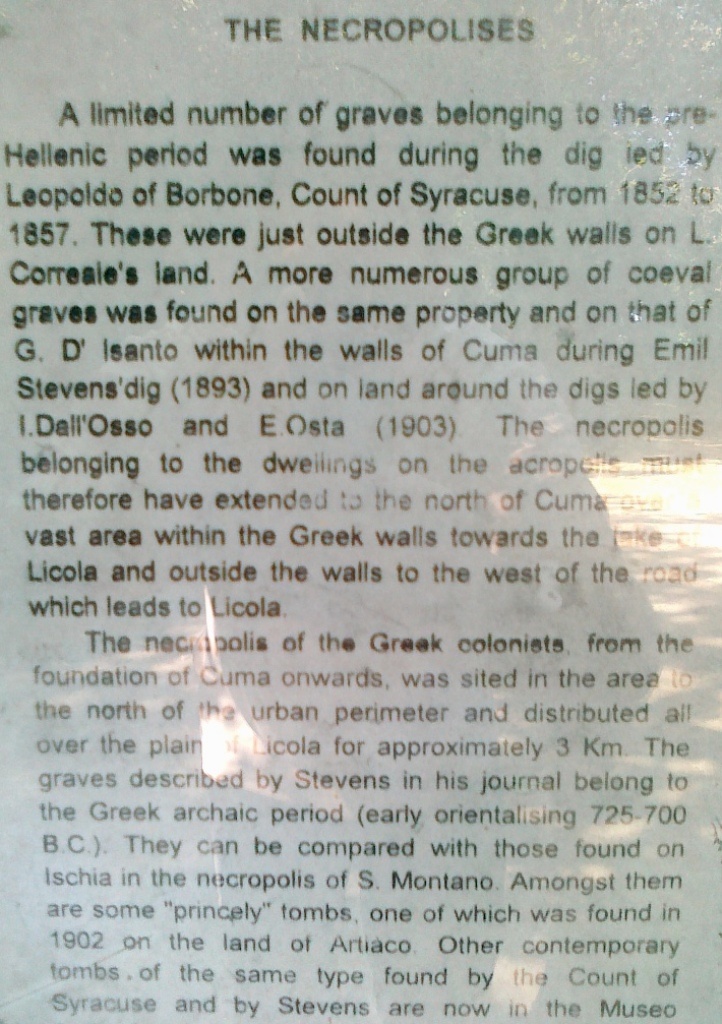 THE NECROPOLISES
A limited number of graves belonging to the pre-
Hellenic period was found during the dig led by
Leopoldo of Borbone, Count of Syracuse, from 1852 to
1857. These were just outside the Greek walls on L.
Correale's land. A more numerous group of coeval
graves was found on the same property and on that of
G. D' Isanto within the walls of Cuma during Emil
Stevens'dig (1893) and on land around the digs led by
I.Dall'Osso and E.Osta (1903). The necropolis
belonging to the dwellings on the acropolis must
therefore have extended to the north of Cuma over
vast area within the Greek walls towards the lake of
Licola and outside the walls to the west of the road
which leads to Licola.
The necropolis of the Greek colonists, from the
foundation of Cuma onwards, was sited in the area to
the north of the urban perimeter and distributed all
over the plain of Licola for approximately 3 Km. The
graves described by Stevens in his journal belong to
the Greek archaic period (early orientalising 725-700
B.C.). They can be compared with those found on
Ischia in the necropolis of S. Montano. Amongst them
are some "princely" tombs, one of which was found in
1902 on the land of Artiaco. Other contemporary
tombs of the same type found by the Count of
Syracuse and by Stevens are now in the Museo